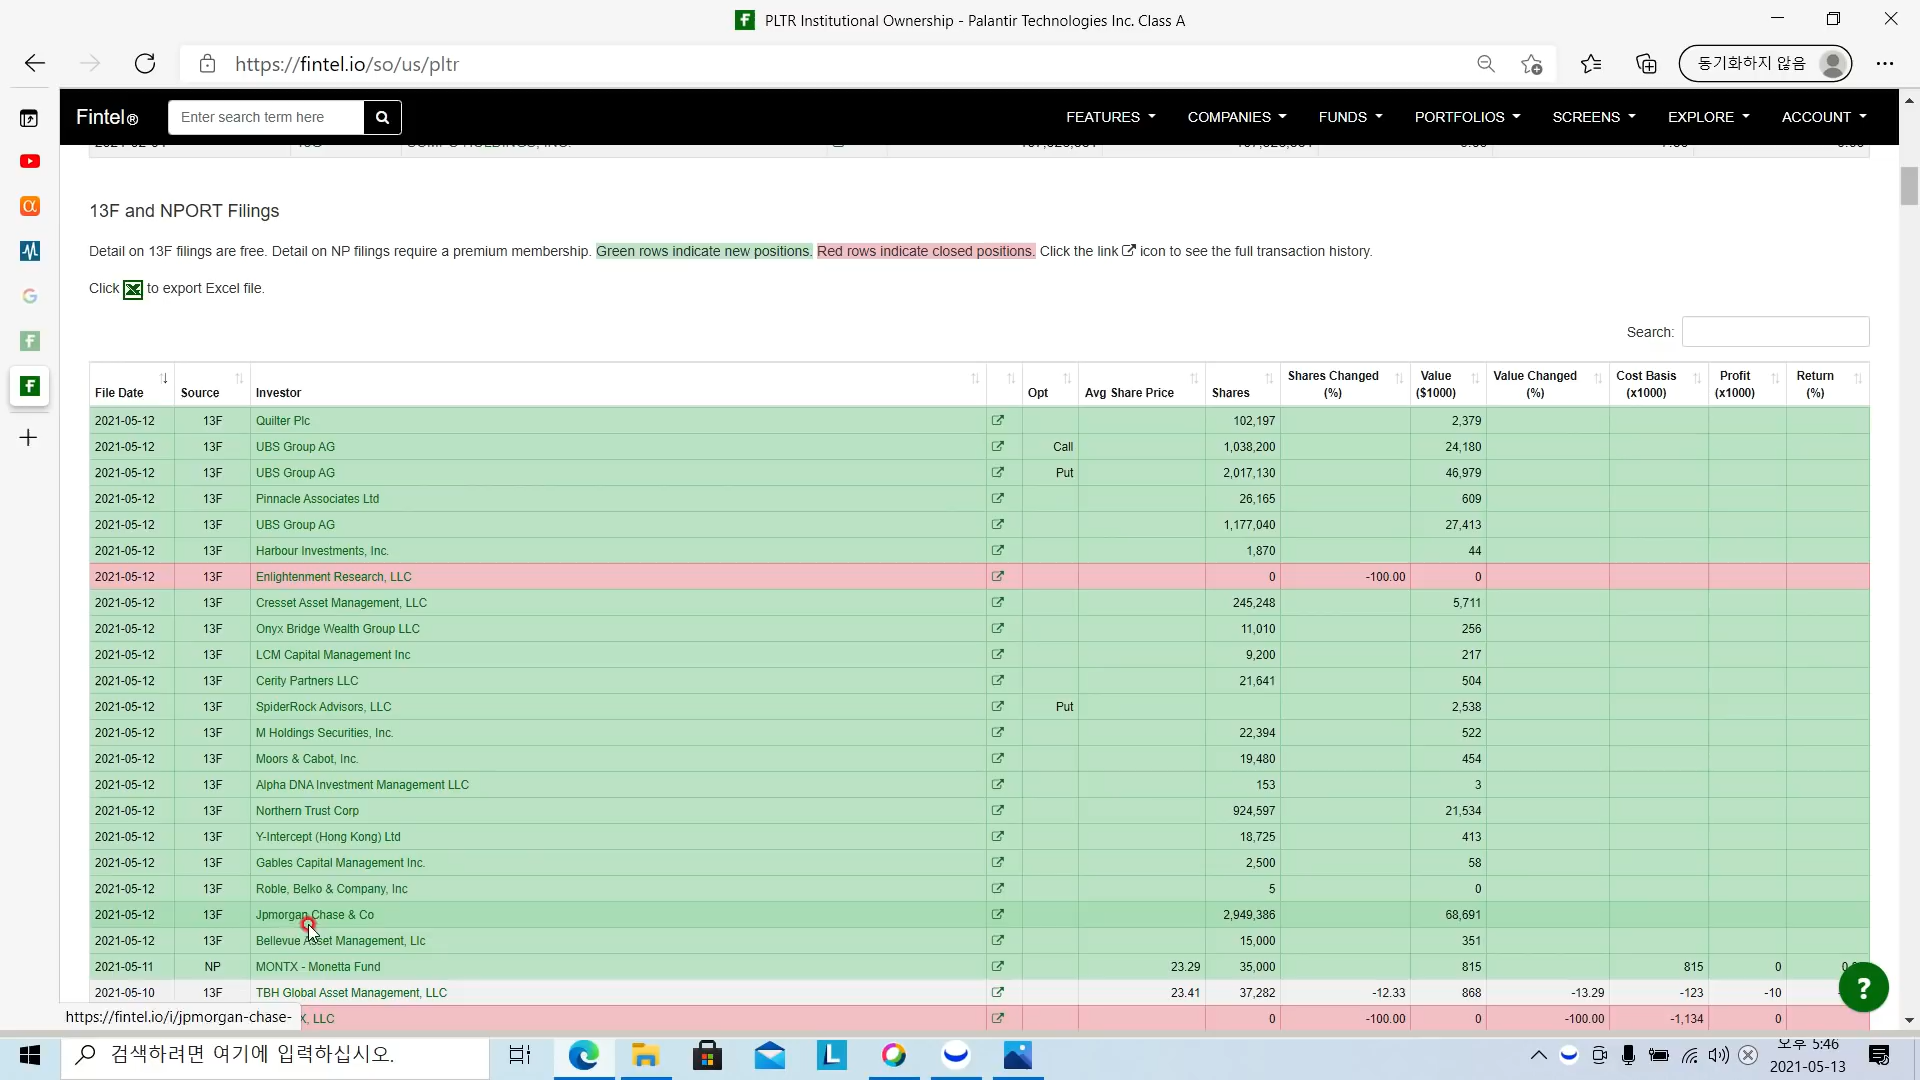 PLTR Institutional Ownership - Palantir Technologies Inc. Class A
https://fintel.io/so/us/pltr
동기화하지 않음
Fintel®
Enter search term here
FEATURES COMPANIES FUNDS PORTFOLIOS SCREENS EXPLORE ACCOUNT
13F and NPORT Filings
Detail on 13F filings are free. Detail on NP filings require a premium membership. Green rows indicate new positions. Red rows indicate closed positions. Click the link icon to see the full transaction history.
Click to export Excel file.
Search:
File Date Source Investor Opt Avg Share Price Shares Shares Changed (%) Value ($1000) Value Changed (%) Cost Basis (x1000) Profit (x1000) Return (%)
2021-05-12 13F Quilter Plc 102,197 2,379
2021-05-12 13F UBS Group AG Call 1,038,200 24,180
2021-05-12 13F UBS Group AG Put 2,017,130 46,979
2021-05-12 13F Pinnacle Associates Ltd 26,165 609
2021-05-12 13F UBS Group AG 1,177,040 27,413
2021-05-12 13F Harbour Investments, Inc. 1,870 44
2021-05-12 13F Enlightenment Research, LLC 0 -100.00 0
2021-05-12 13F Cresset Asset Management, LLC 245,248 5,711
2021-05-12 13F Onyx Bridge Wealth Group LLC 11,010 256
2021-05-12 13F LCM Capital Management Inc 9,200 217
2021-05-12 13F Cerity Partners LLC 21,641 504
2021-05-12 13F SpiderRock Advisors, LLC Put 2,538
2021-05-12 13F M Holdings Securities, Inc. 22,394 522
2021-05-12 13F Moors & Cabot, Inc. 19,480 454
2021-05-12 13F Alpha DNA Investment Management LLC 153 3
2021-05-12 13F Northern Trust Corp 924,597 21,534
2021-05-12 13F Y-Intercept (Hong Kong) Ltd 18,725 413
2021-05-12 13F Gables Capital Management Inc. 2,500 58
2021-05-12 13F Roble, Belko & Company, Inc 5 0
2021-05-12 13F Jpmorgan Chase & Co 2,949,386 68,691
2021-05-12 13F Bellevue Asset Management, Llc 15,000 351
2021-05-11 NP MONTX - Monetta Fund 23.29 35,000 815 815 0
2021-05-10 13F TBH Global Asset Management, LLC 23.41 37,282 -12.33 868 -13.29 -123 -10
https://fintel.io/i/jpmorgan-chase- X, LLC 0 -100.00 0 -100.00 -1,134 0
?
검색하려면 여기에 입력하십시오.
오후 5:46
2021-05-13